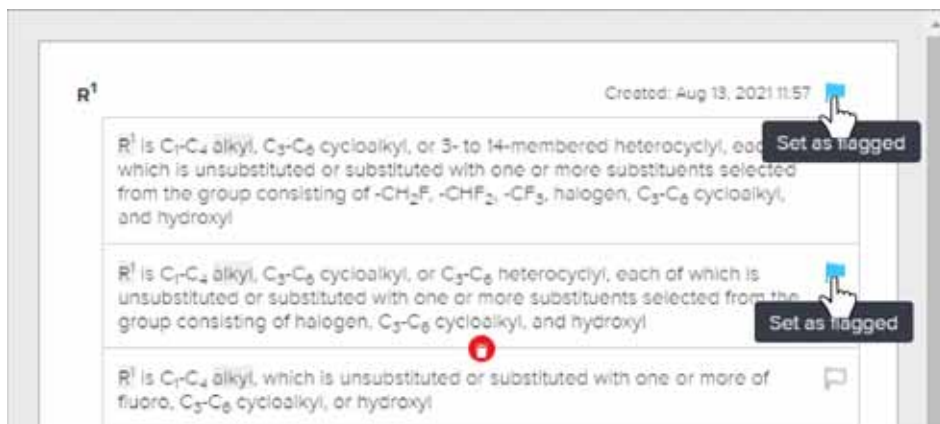 R¹
Created: Aug 13, 2021 11:57
Set as flagged
R¹ is C₁-C₄ alkyl, C₃-C₆ cycloalkyl, or 3- to 14-membered heterocyclyl, each
which is unsubstituted or substituted with one or more substituents selected
from the group consisting of -CH₂F, -CHF₂, -CF₃, halogen, C₃-C₆ cycloalkyl,
and hydroxyl
R¹ is C₁-C₄ alkyl, C₃-C₆ cycloalkyl, or C₃-C₆ heterocyclyl, each of which is
unsubstituted or substituted with one or more substituents selected from the
group consisting of halogen, C₃-C₆ cycloalkyl, and hydroxyl
Set as flagged
R¹ is C₁-C₄ alkyl, which is unsubstituted or substituted with one or more of
fluoro, C₃-C₆ cycloalkyl, or hydroxyl